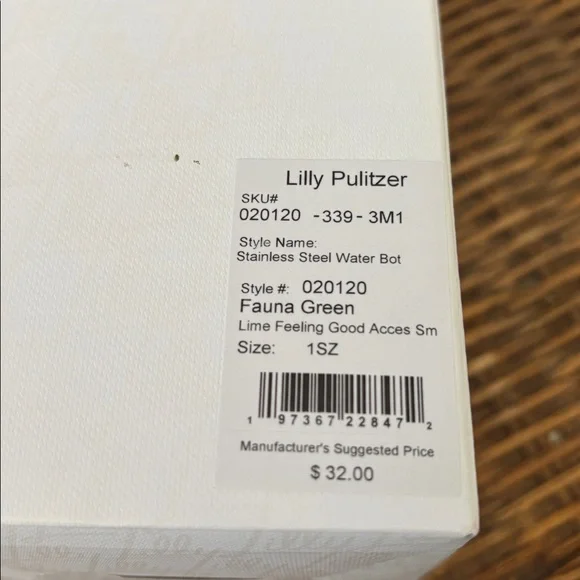 Lilly Pulitzer
SKU#
020120 -339- 3M1
Style Name:
Stainless Steel Water Bot
Style #: 020120
Fauna Green
Lime Feeling Good Acces Sm
Size: 1SZ
1 97367 22847 2
Manufacturer's Suggested Price
$ 32.00